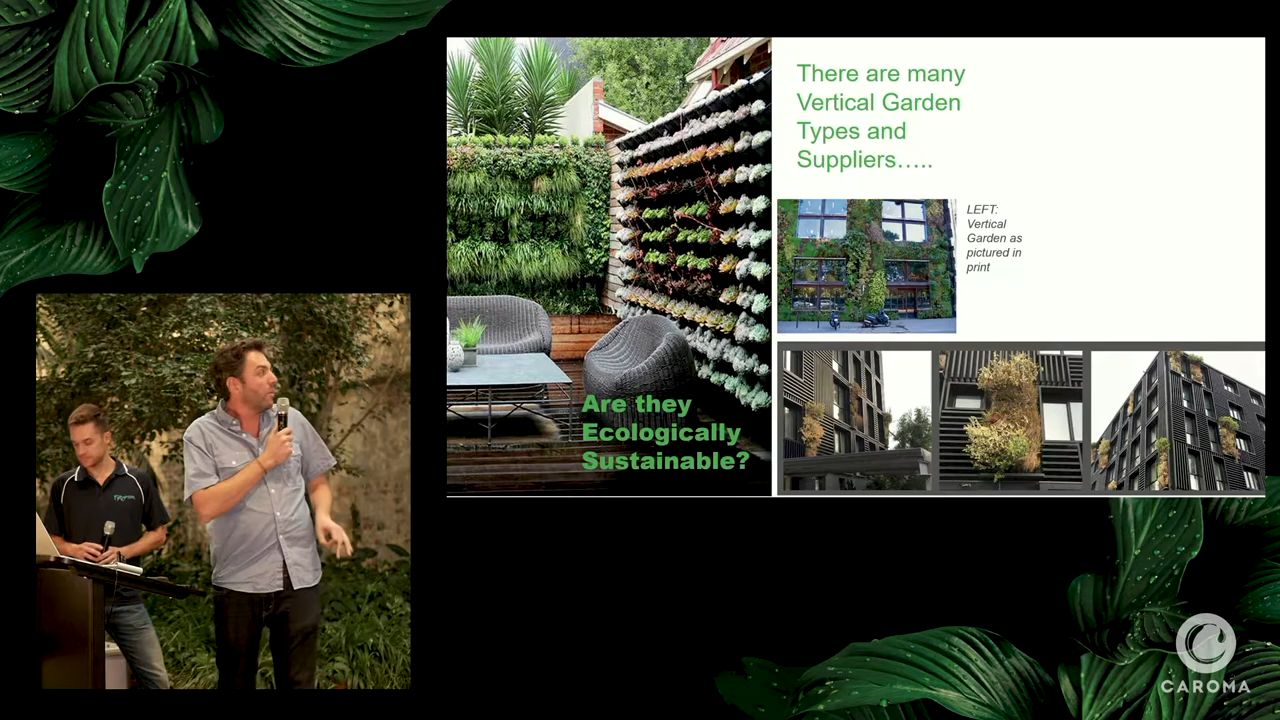 There are many
Vertical Garden
Types and
Suppliers.....
LEFT:
Vertical
Garden as
pictured in
print
Are they
Ecologically
Sustainable?
CAROMA